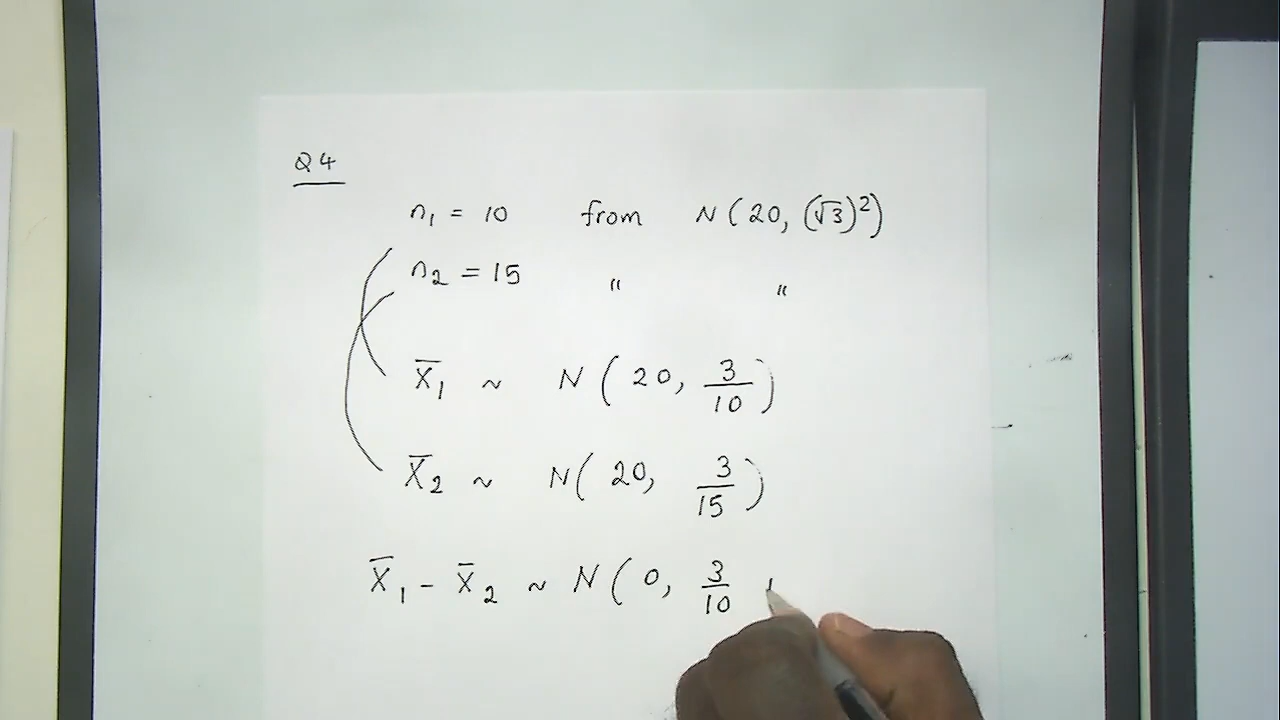 Q4
n₁ = 10 from N(20, (√3)²)
n₂ = 15 " "
X̄₁ ~ N(20, 3/10)
X̄₂ ~ N(20, 3/15)
X̄₁ - X̄₂ ~ N(0, 3/10